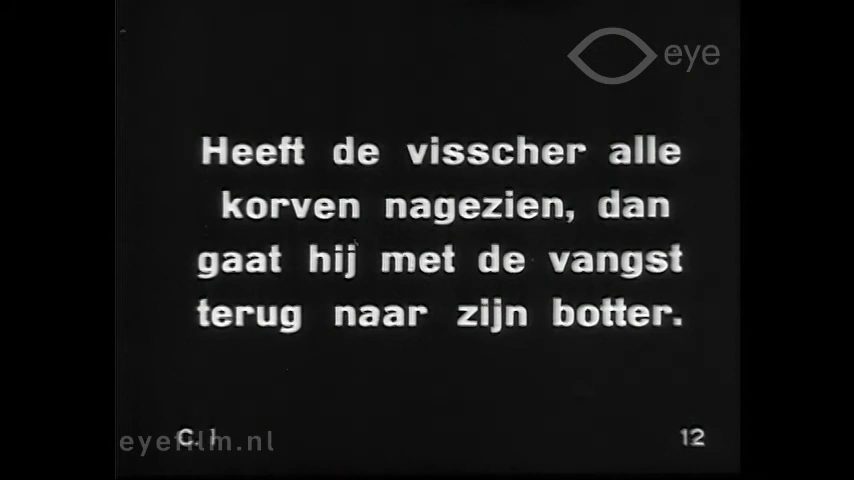 eye
Heeft de visscher alle
korven nagezien, dan
gaat hij met de vangst
terug naar zijn botter.
C. 1 12
eyefilm.nl